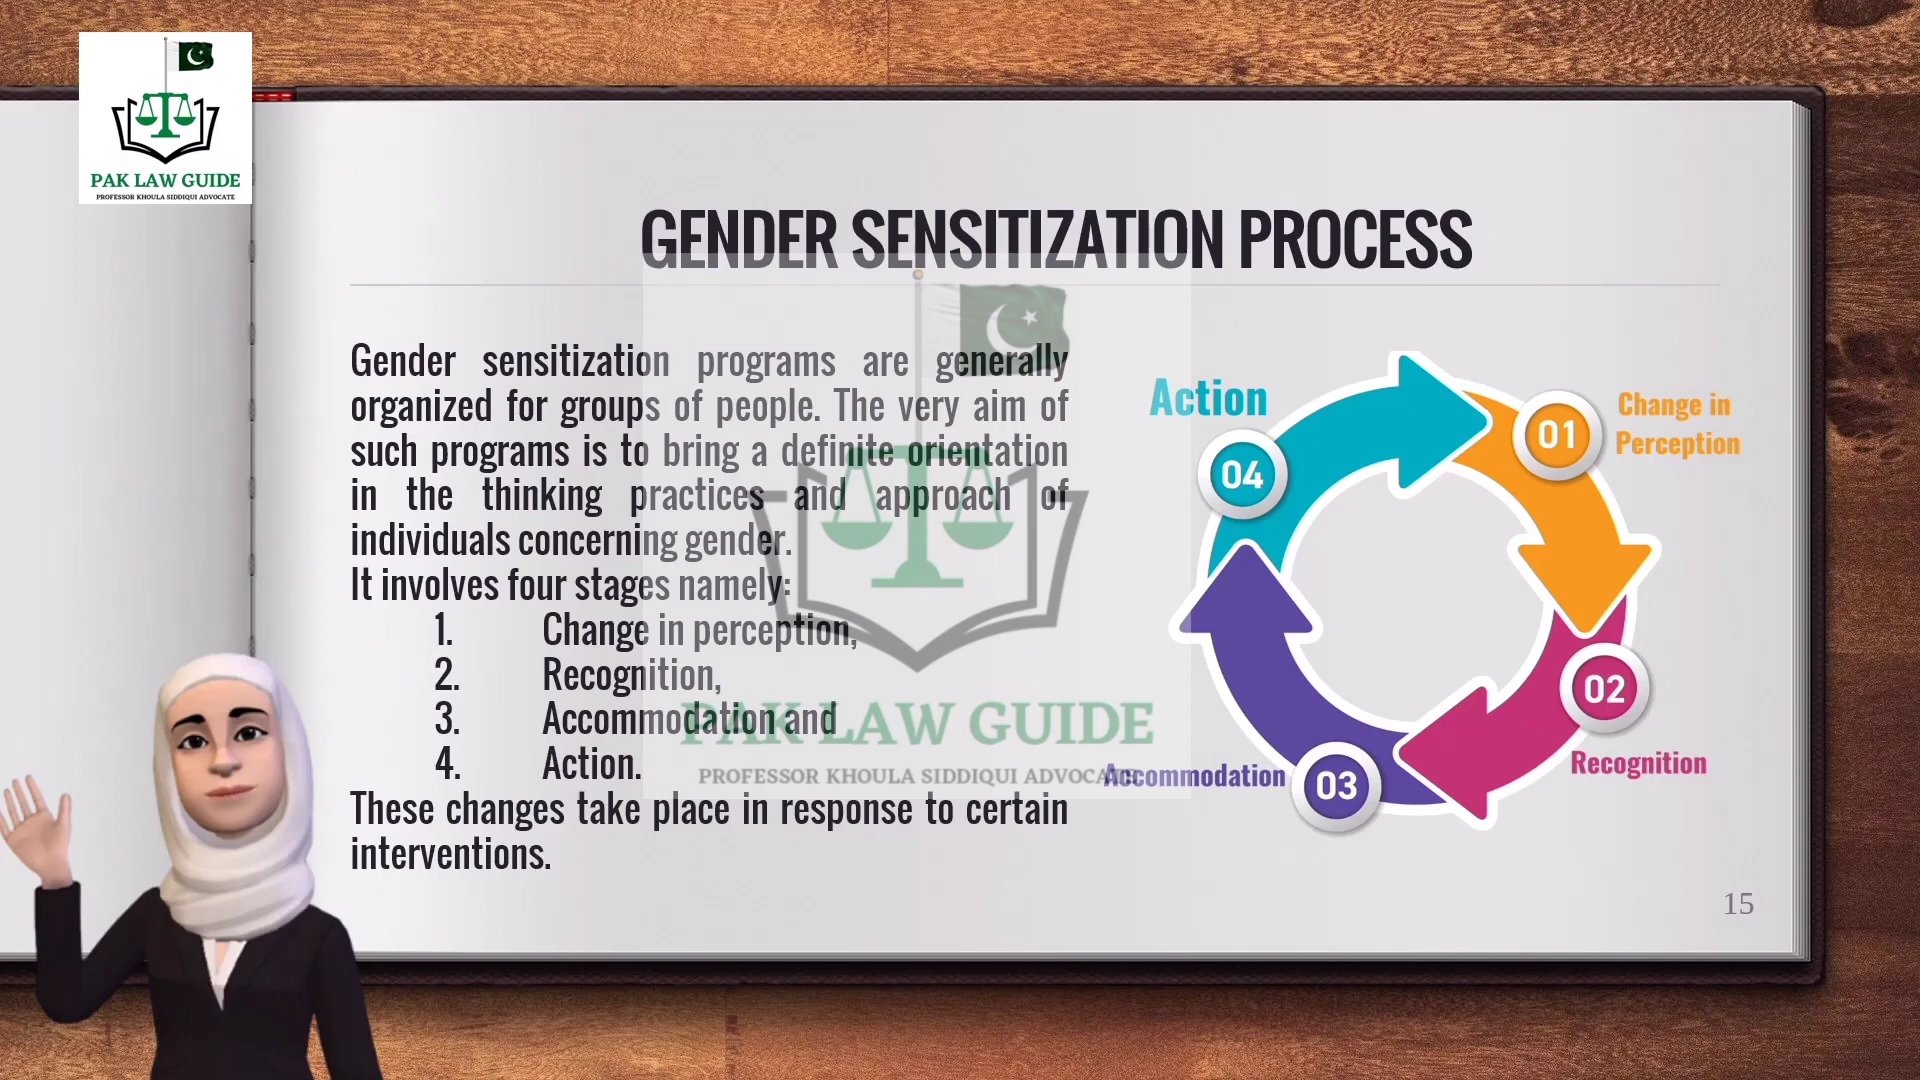 PAK LAW GUIDE
PROFESSOR KHOULA SIDDIQUI ADVOCATE
GENDER SENSITIZATION PROCESS
Gender sensitization programs are generally
organized for groups of people. The very aim of
such programs is to bring a definite orientation
in the thinking practices and approach of
individuals concerning gender.
It involves four stages namely:
1. Change in perception,
2. Recognition,
3. Accommodation and
4. Action.
These changes take place in response to certain
interventions.
PAK LAW GUIDE
PROFESSOR KHOULA SIDDIQUI ADVOCATE
Action
04
01
Change in
Perception
02
Recognition
Accommodation
03
15